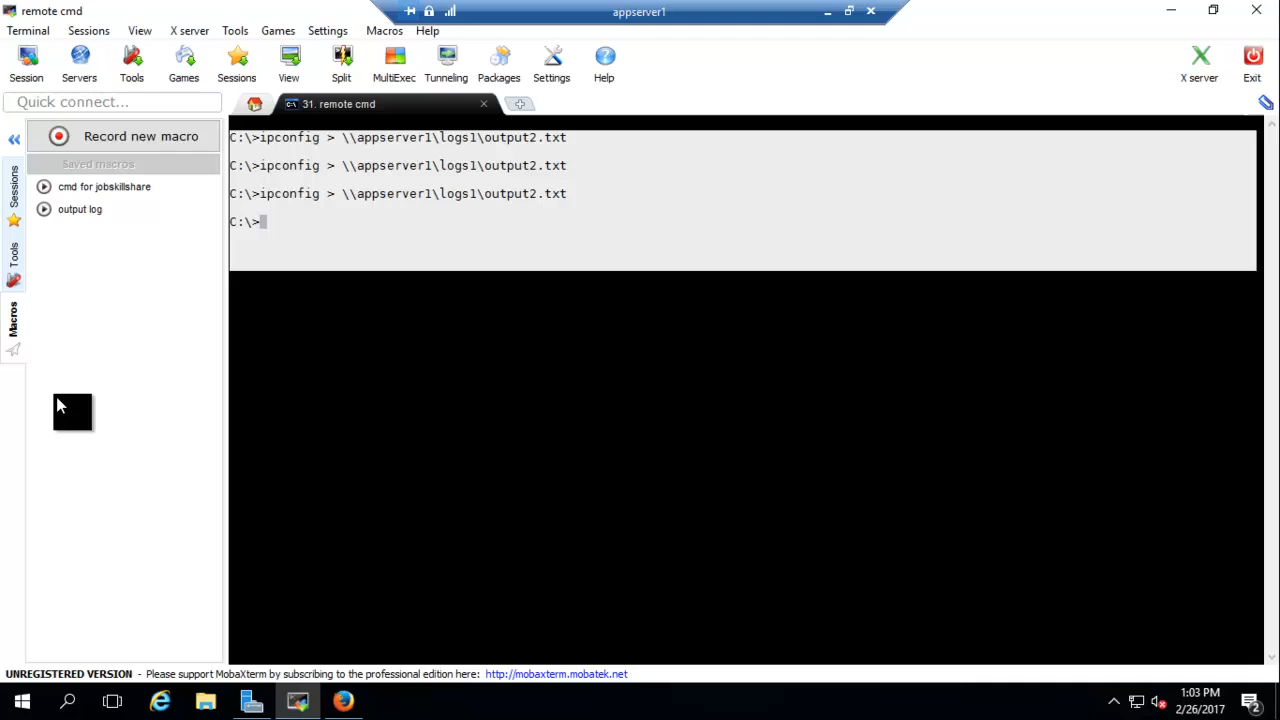 remote cmd
appserver1
Terminal Sessions View X server Tools Games Settings Macros Help
Session Servers Tools Games Sessions View Split MultiExec Tunneling Packages Settings Help X server Exit
Quick connect...
31. remote cmd
Record new macro
Saved macros
cmd for jobskillshare
output log
Sessions
Tools
Macros
C:\>ipconfig > \\appserver1\logs1\output2.txt
C:\>ipconfig > \\appserver1\logs1\output2.txt
C:\>ipconfig > \\appserver1\logs1\output2.txt
C:\>
UNREGISTERED VERSION - Please support MobaXterm by subscribing to the professional edition here: http://mobaxterm.mobatek.net
1:03 PM
2/26/2017
2